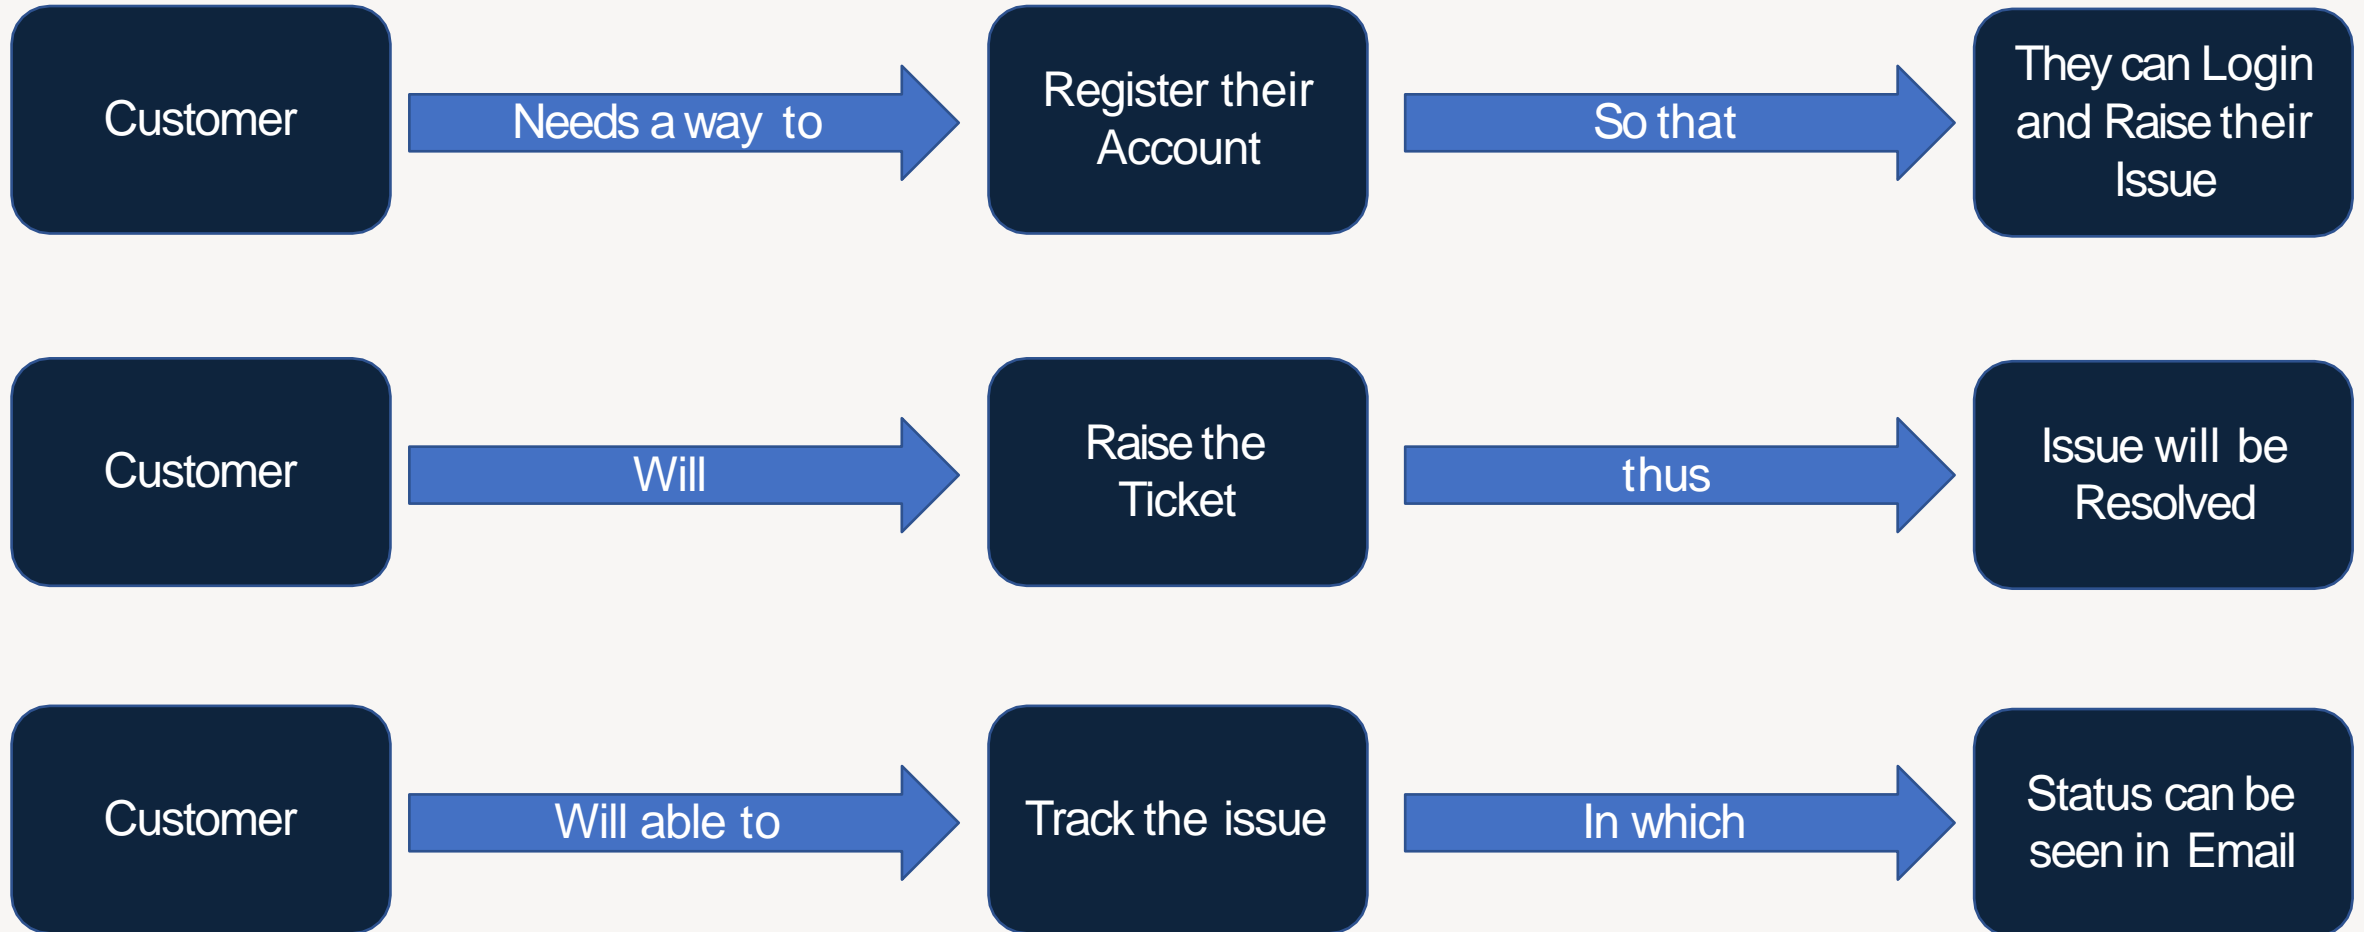 Customer
Needs a way to
Register their
Account
So that
They can Login
and Raise their
Issue
Customer
Will
Raise the
Ticket
thus
Issue will be
Resolved
Customer
Will able to
Track the issue
In which
Status can be
seen in Email